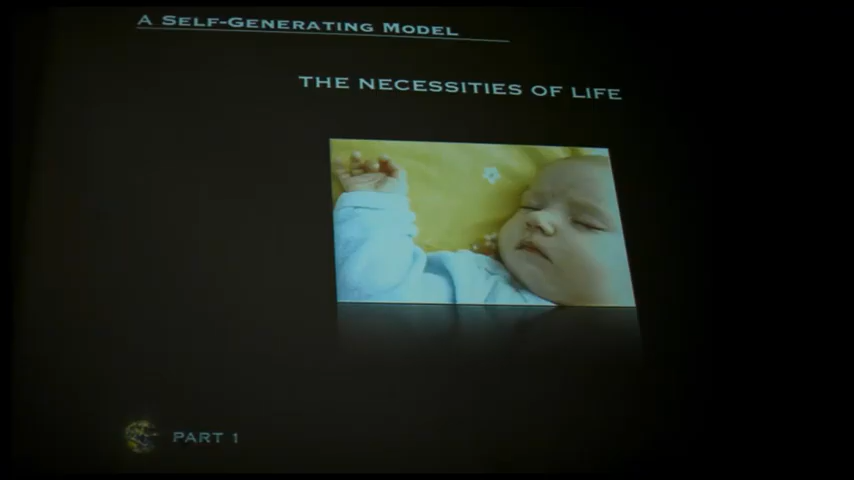 A Self-Generating Model
THE NECESSITIES OF LIFE
PART 1